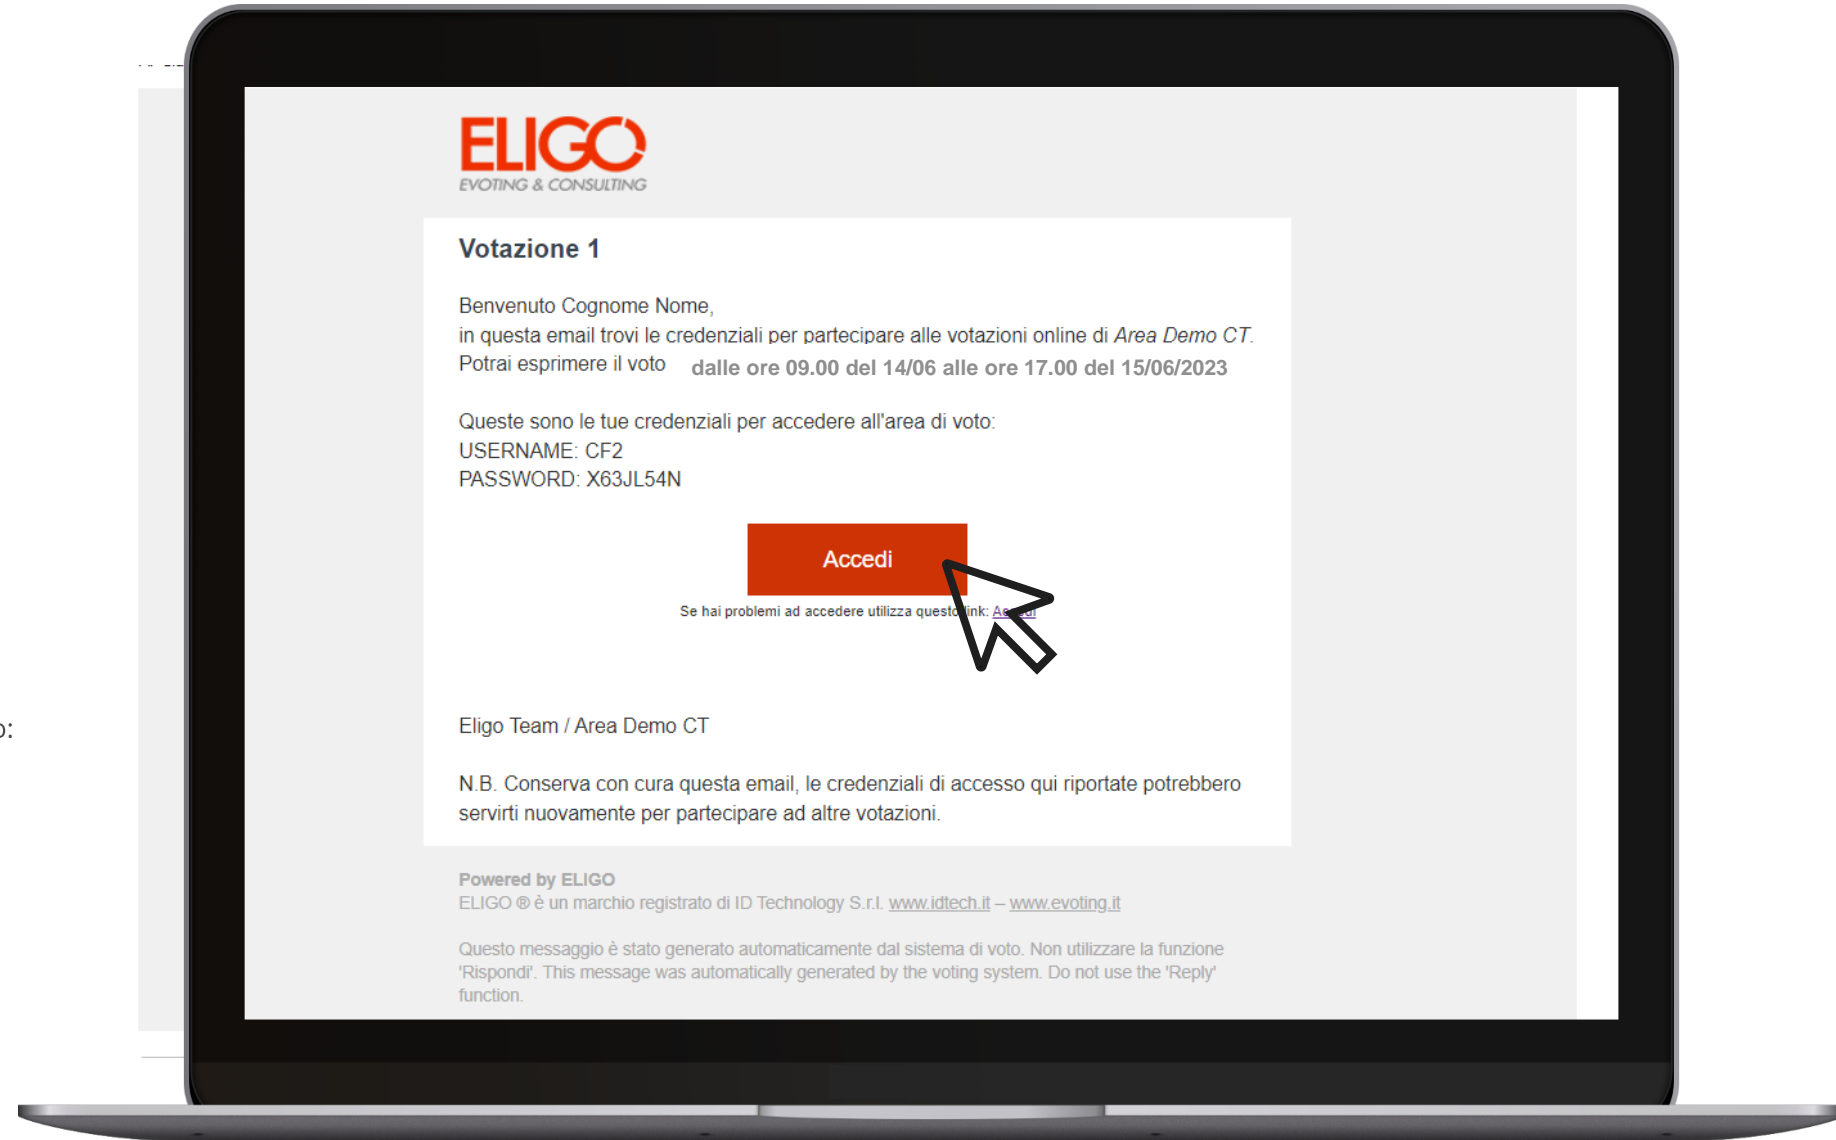 ELIGO
EVOTING & CONSULTING
Votazione 1
Benvenuto Cognome Nome,
in questa email trovi le credenziali per partecipare alle votazioni online di Area Demo CT.
Potrai esprimere il voto dalle ore 09.00 del 14/06 alle ore 17.00 del 15/06/2023
Queste sono le tue credenziali per accedere all'area di voto:
USERNAME: CF2
PASSWORD: X63JL54N
Accedi
Se hai problemi ad accedere utilizza questo link:
o:
Eligo Team / Area Demo CT
N.B. Conserva con cura questa email, le credenziali di accesso qui riportate potrebbero
servirti nuovamente per partecipare ad altre votazioni.
Powered by ELIGO
ELIGO ® è un marchio registrato di ID Technology S.r.l. www.idtech.it – www.evoting.it
Questo messaggio è stato generato automaticamente dal sistema di voto. Non utilizzare la funzione
'Rispondi'. This message was automatically generated by the voting system. Do not use the 'Reply'
function.